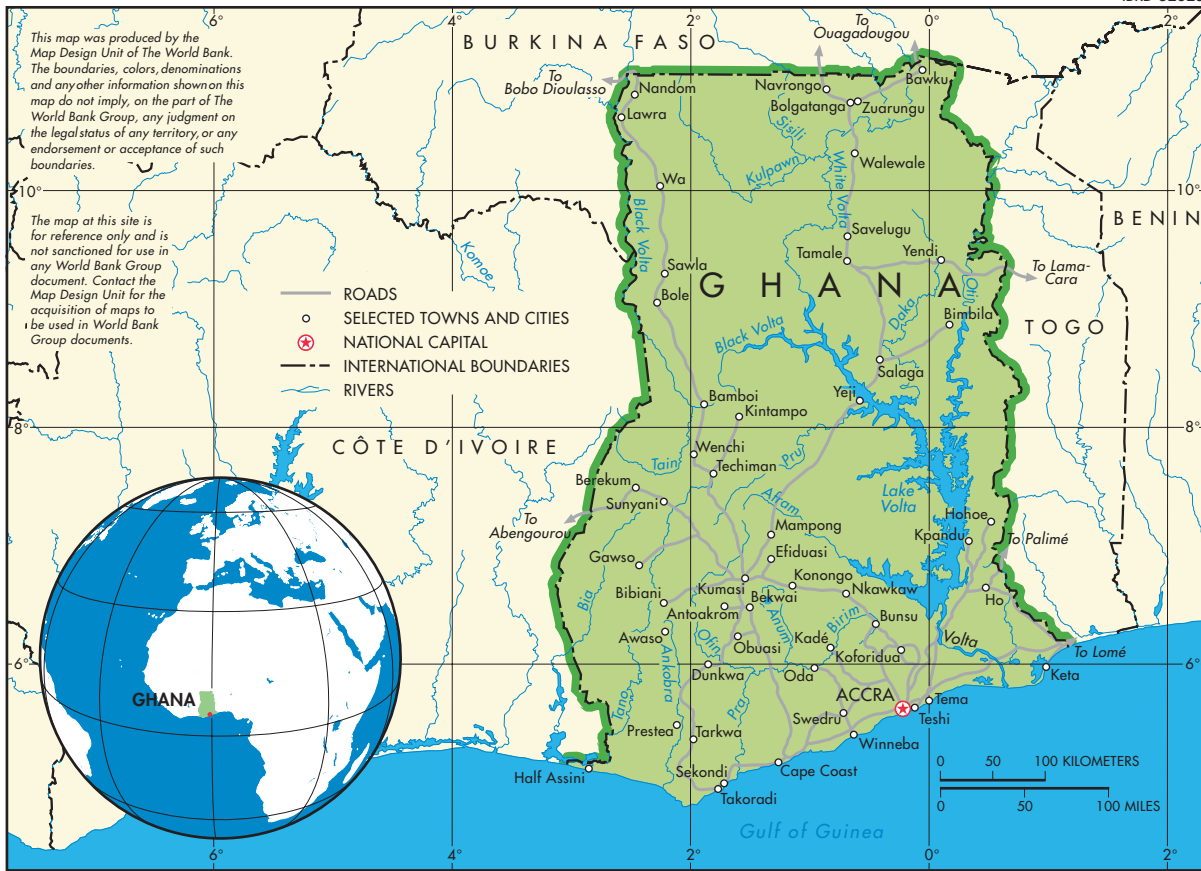 This map was produced by the
Map Design Unit of The World Bank.
The boundaries, colors, denominations
and any other information shown on this
map do not imply, on the part of The
World Bank Group, any judgment on
the legal status of any territory, or any
endorsement or acceptance of such
boundaries.
The map at this site is
for reference only and is
not sanctioned for use in
any World Bank Group
document. Contact the
Map Design Unit for the
acquisition of maps to
be used in World Bank
Group documents.
6°
4°
0°
2°
BURKINA FASO
To
Ouagadougou
To
Bobo Dioulasso
Nandom
Lawra
Navrongo
Bawku
Bolgatanga
Zuarungu
Sisili
Kulpawn
White Volta
Walewale
10°
Wa
10°
BENIN
Black Volta
Komoe
Savelugu
Tamale
Yendi
To Lama-
Cara
Sawla
Bole
GHANA
Oti
Daka
Bimbila
TOGO
ROADS
SELECTED TOWNS AND CITIES
NATIONAL CAPITAL
INTERNATIONAL BOUNDARIES
RIVERS
Black Volta
Salaga
Yeji
Bamboi
Kintampo
8°
8°
CÔTE D'IVOIRE
Wenchi
Tain
Techiman
Pru
Berekum
Sunyani
To
Abengourou
Afram
Lake
Volta
Mampong
Hohoe
Kpandu
To Palimé
Gawso
Efiduasi
Bia
Kumasi
Konongo
Nkawkaw
Ho
Bibiani
Antoakrom
Bekwai
Anum
Birim
Bunsu
Awaso
Ofin
Obuasi
Kadé
Koforidua
Volta
To Lomé
6°
6°
Ankobra
Dunkwa
Oda
Keta
GHANA
Tano
Pra
ACCRA
Tema
Teshi
Swedru
Prestea
Tarkwa
Winneba
Half Assini
Sekondi
Cape Coast
Takoradi
0 50 100 KILOMETERS
0 50 100 MILES
Gulf of Guinea
6°
4°
2°
0°
2°